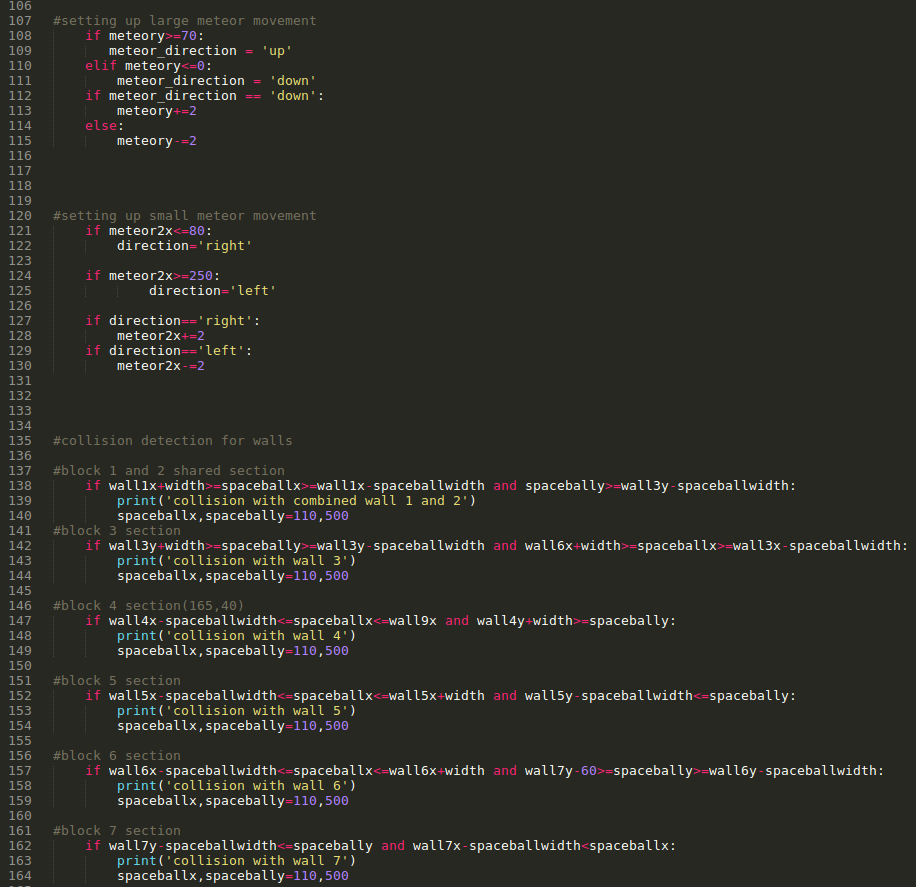 106
107 #setting up large meteor movement
108     if meteory>=70:
109        meteor_direction = 'up'
110     elif meteory<=0:
111         meteor_direction = 'down'
112     if meteor_direction == 'down':
113         meteory+=2
114     else:
115         meteory-=2
116
117
118
119
120 #setting up small meteor movement
121     if meteor2x<=80:
122         direction='right'
123
124     if meteor2x>=250:
125             direction='left'
126
127     if direction=='right':
128         meteor2x+=2
129     if direction=='left':
130         meteor2x-=2
131
132
133
134
135 #collision detection for walls
136
137 #block 1 and 2 shared section
138     if wall1x+width>=spaceballx>=wall1x-spaceballwidth and spacebally>=wall3y-spaceballwidth:
139         print('collision with combined wall 1 and 2')
140         spaceballx,spacebally=110,500
141 #block 3 section
142     if wall3y+width>=spacebally>=wall3y-spaceballwidth and wall6x+width>=spaceballx>=wall3x-spaceballwidth:
143         print('collision with wall 3')
144         spaceballx,spacebally=110,500
145
146 #block 4 section(165,40)
147     if wall4x-spaceballwidth<=spaceballx<=wall9x and wall4y+width>=spacebally:
148         print('collision with wall 4')
149         spaceballx,spacebally=110,500
150
151 #block 5 section
152     if wall5x-spaceballwidth<=spaceballx<=wall5x+width and wall5y-spaceballwidth<=spacebally:
153         print('collision with wall 5')
154         spaceballx,spacebally=110,500
155
156 #block 6 section
157     if wall6x-spaceballwidth<=spaceballx<=wall6x+width and wall7y-60>=spacebally>=wall6y-spaceballwidth:
158         print('collision with wall 6')
159         spaceballx,spacebally=110,500
160
161 #block 7 section
162     if wall7y-spaceballwidth<=spacebally and wall7x-spaceballwidth<spaceballx:
163         print('collision with wall 7')
164         spaceballx,spacebally=110,500